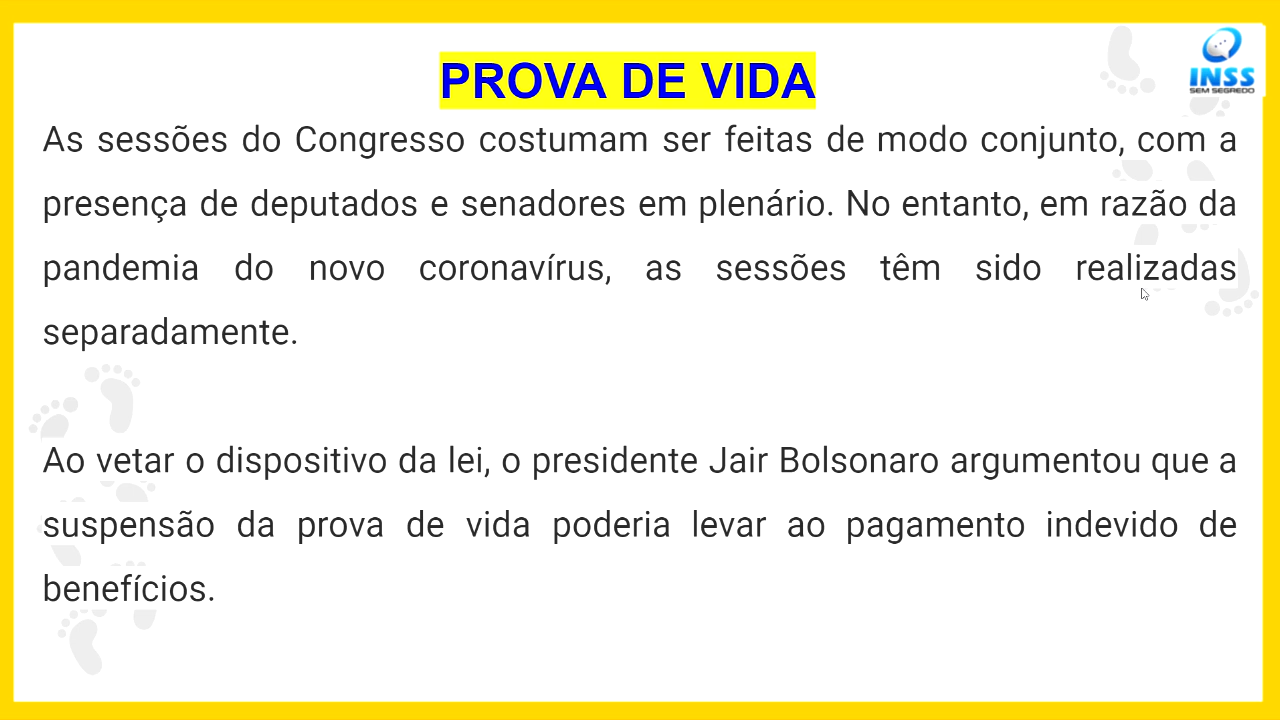 INSS
SEM SEGREDO
PROVA DE VIDA
As sessões do Congresso costumam ser feitas de modo conjunto, com a
presença de deputados e senadores em plenário. No entanto, em razão da
pandemia do novo coronavírus, as sessões têm sido realizadas
separadamente.
Ao vetar o dispositivo da lei, o presidente Jair Bolsonaro argumentou que a
suspensão da prova de vida poderia levar ao pagamento indevido de
benefícios.